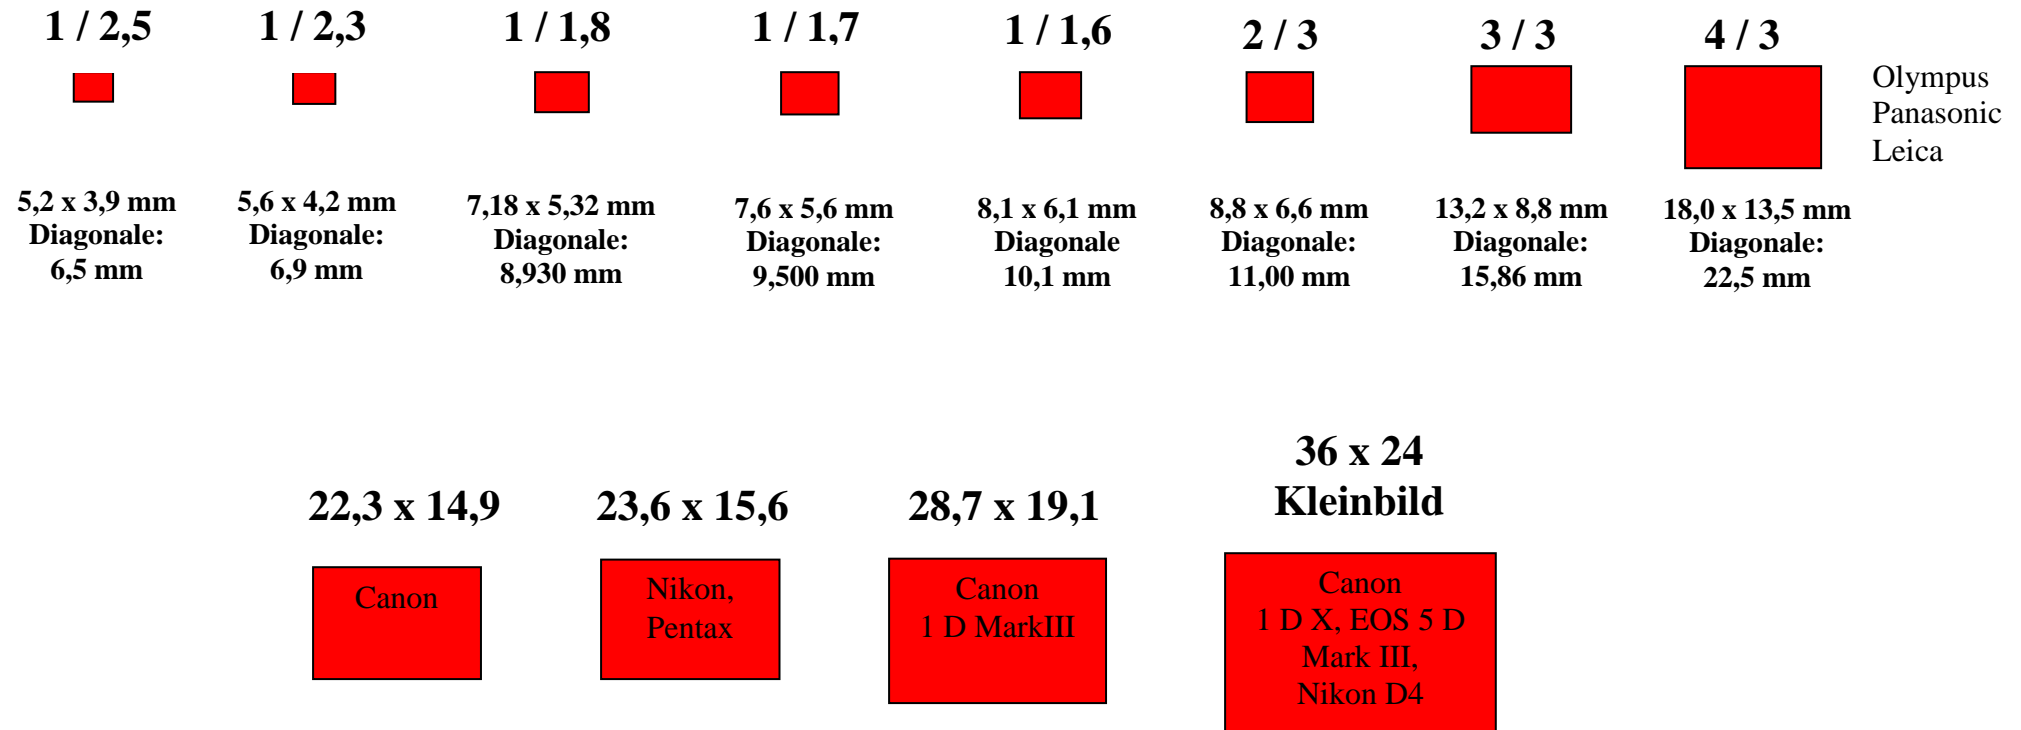 1 / 2,5
1 / 2,3
1 / 1,8
1 / 1,7
1 / 1,6
2 / 3
3 / 3
4 / 3
Olympus
Panasonic
Leica
5,2 x 3,9 mm
Diagonale:
6,5 mm
5,6 x 4,2 mm
Diagonale:
6,9 mm
7,18 x 5,32 mm
Diagonale:
8,930 mm
7,6 x 5,6 mm
Diagonale:
9,500 mm
8,1 x 6,1 mm
Diagonale
10,1 mm
8,8 x 6,6 mm
Diagonale:
11,00 mm
13,2 x 8,8 mm
Diagonale:
15,86 mm
18,0 x 13,5 mm
Diagonale:
22,5 mm
22,3 x 14,9
Canon
23,6 x 15,6
Nikon,
Pentax
28,7 x 19,1
Canon
1 D MarkIII
36 x 24
Kleinbild
Canon
1 D X, EOS 5 D
Mark III,
Nikon D4